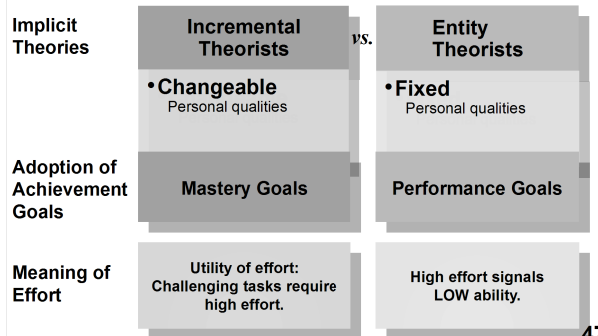 Implicit
Theories
Incremental
Theorists
vs.
Entity
Theorists
•Changeable
Personal qualities
•Fixed
Personal qualities
Adoption of
Achievement
Goals
Mastery Goals
Performance Goals
Meaning of
Effort
Utility of effort:
Challenging tasks require
high effort.
High effort signals
LOW ability.